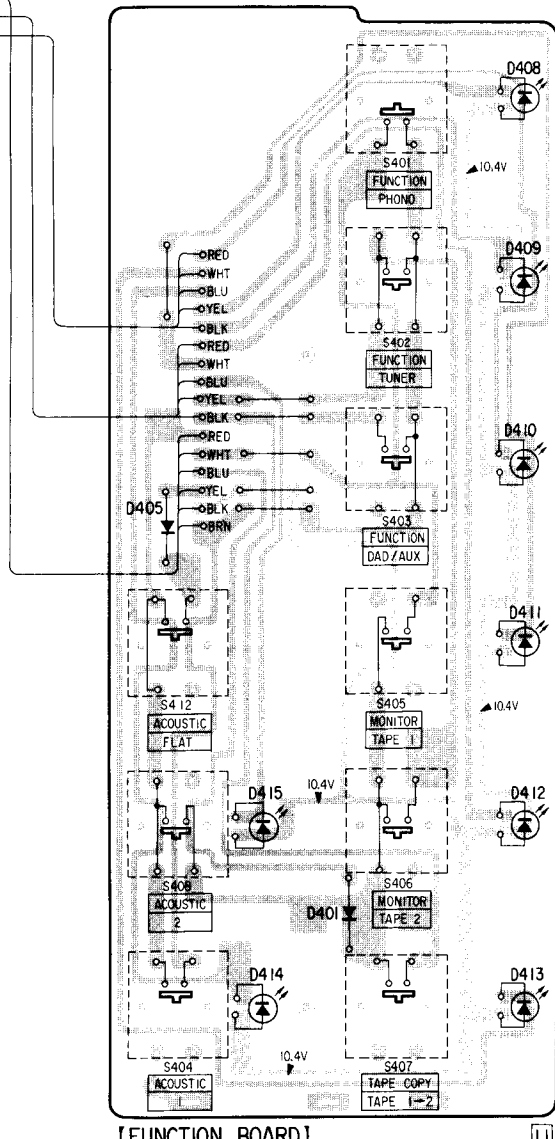 D408
S401
FUNCTION
PHONO
10.4V
D409
RED
WHT
BLU
YEL
BLK
RED
WHT
BLU
YEL
BLK
RED
WHT
BLU
YEL
BLK
BRN
S402
FUNCTION
TUNER
D410
D405
S403
FUNCTION
DAD/AUX
D411
S412
ACOUSTIC
FLAT
S405
MONITOR
TAPE 1
10.4V
D415
10.4V
D412
S408
ACOUSTIC
2
D401
S406
MONITOR
TAPE 2
D414
D413
10.4V
S404
ACOUSTIC
1
S407
TAPE COPY
TAPE 1→2
[FUNCTION BOARD]